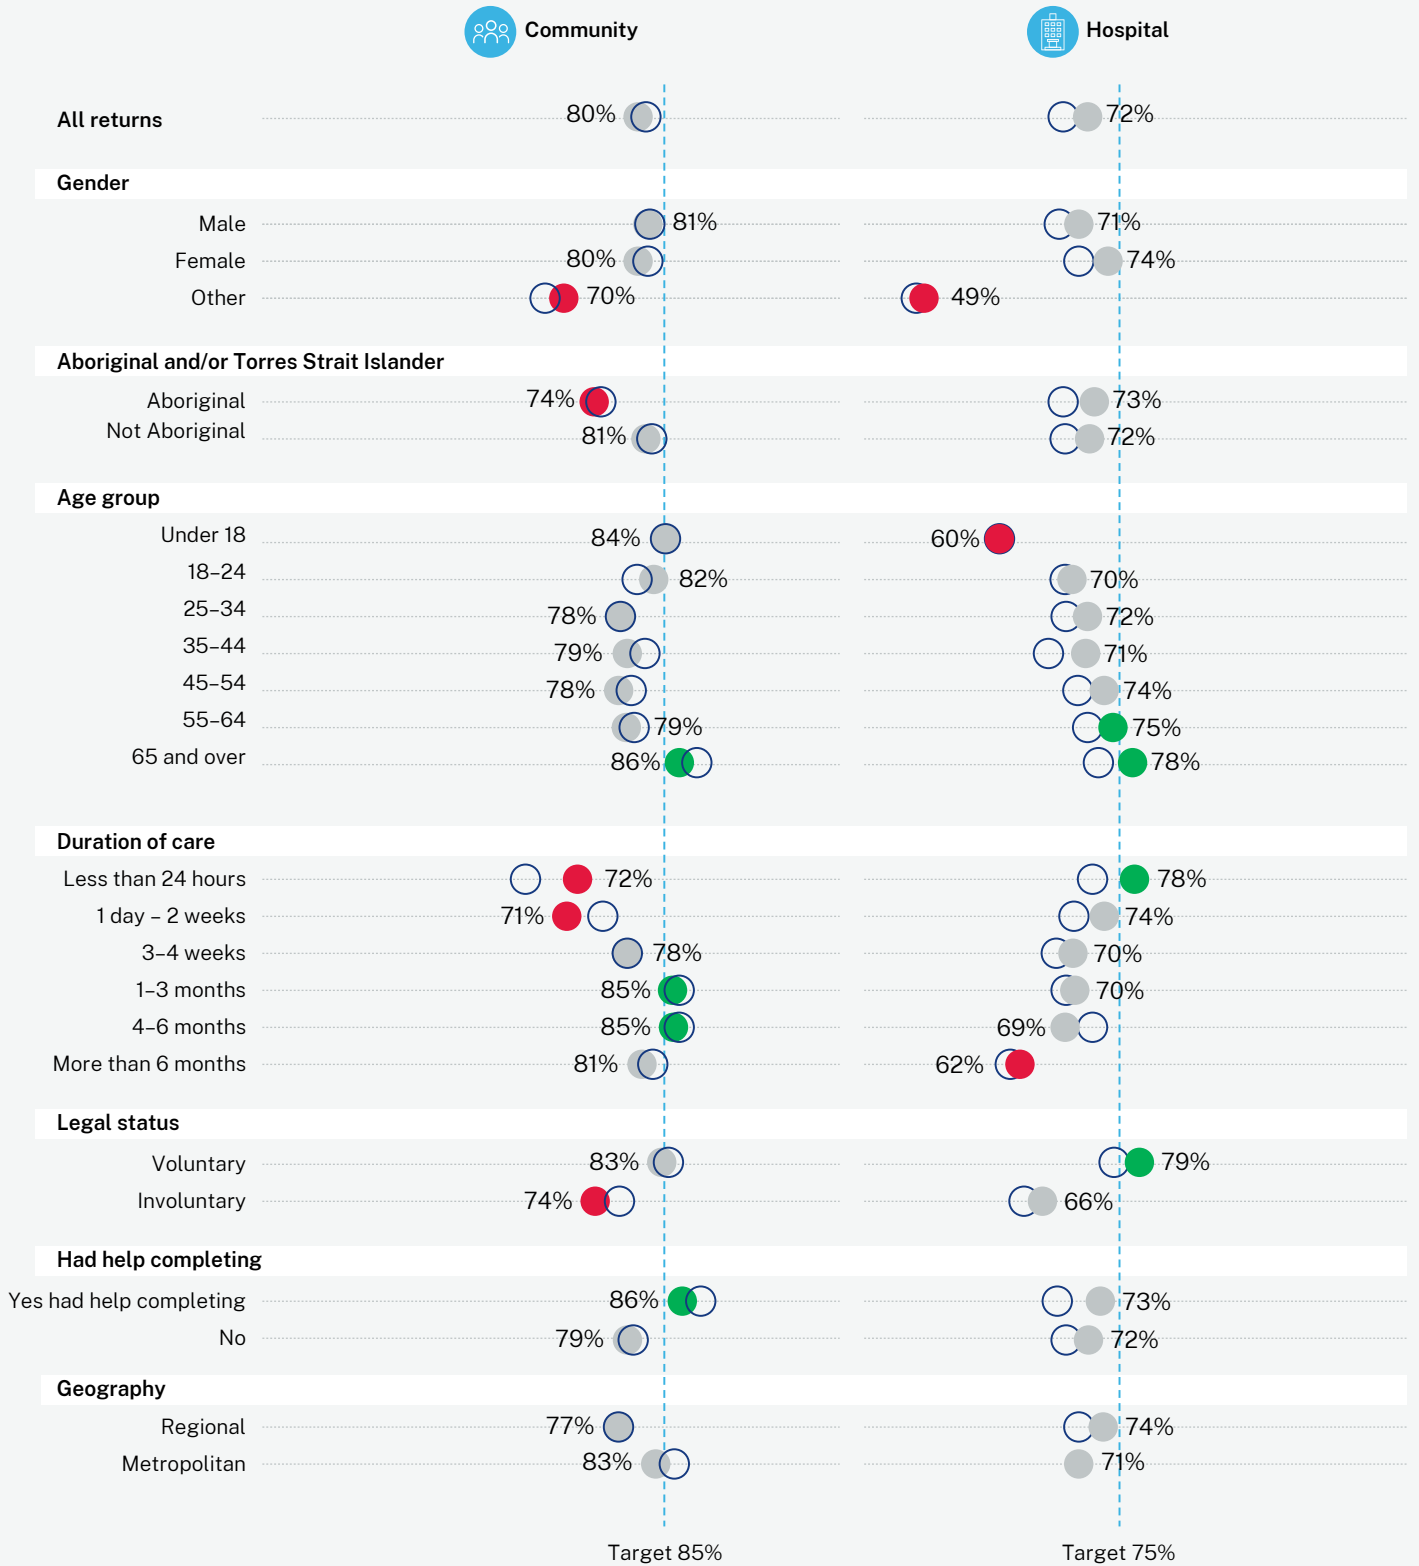 Community Hospital
All returns 80% 72%
Gender
Male 81% 71%
Female 80% 74%
Other 70% 49%
Aboriginal and/or Torres Strait Islander
Aboriginal 74% 73%
Not Aboriginal 81% 72%
Age group
Under 18 84% 60%
18–24 82% 70%
25–34 78% 72%
35–44 79% 71%
45–54 78% 74%
55–64 79% 75%
65 and over 86% 78%
Duration of care
Less than 24 hours 72% 78%
1 day – 2 weeks 71% 74%
3–4 weeks 78% 70%
1–3 months 85% 70%
4–6 months 85% 69%
More than 6 months 81% 62%
Legal status
Voluntary 83% 79%
Involuntary 74% 66%
Had help completing
Yes had help completing 86% 73%
No 79% 72%
Geography
Regional 77% 74%
Metropolitan 83% 71%
Target 85% Target 75%